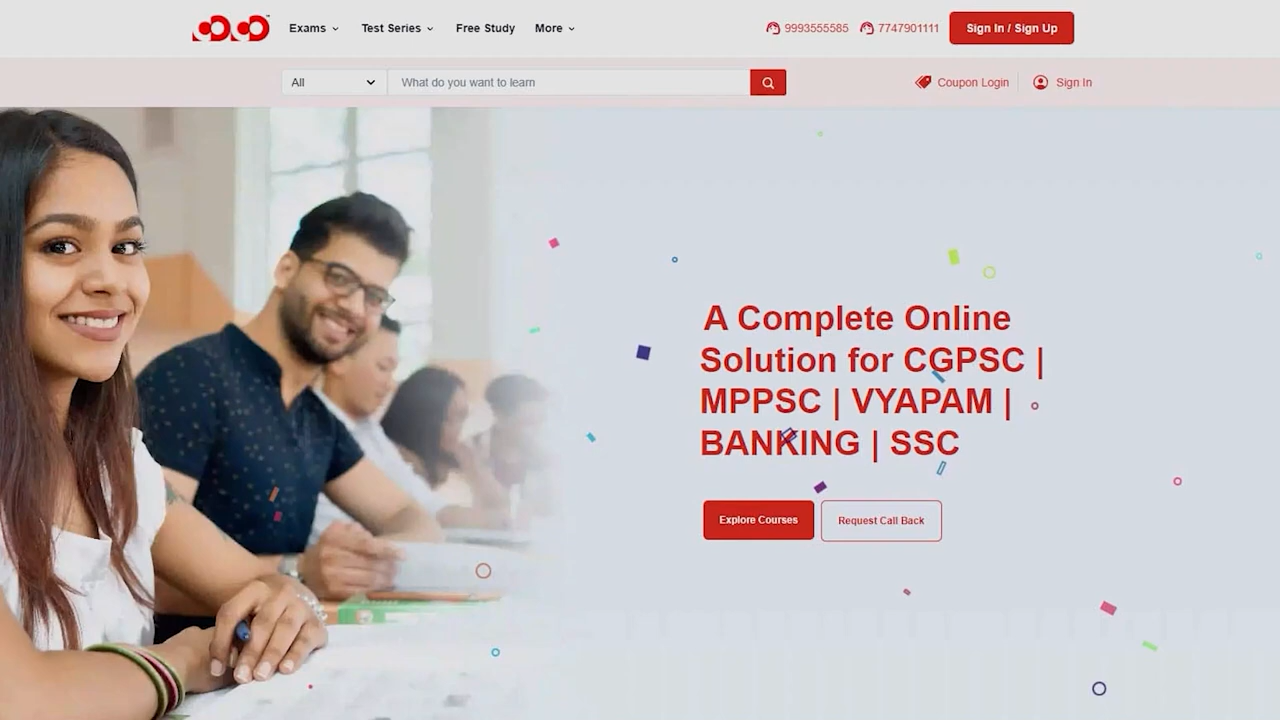 Exams
Test Series
Free Study
More
9993555585
7747901111
Sign In / Sign Up
All
What do you want to learn
Coupon Login
Sign In
A Complete Online
Solution for CGPSC |
MPPSC | VYAPAM |
BANKING | SSC
Explore Courses
Request Call Back